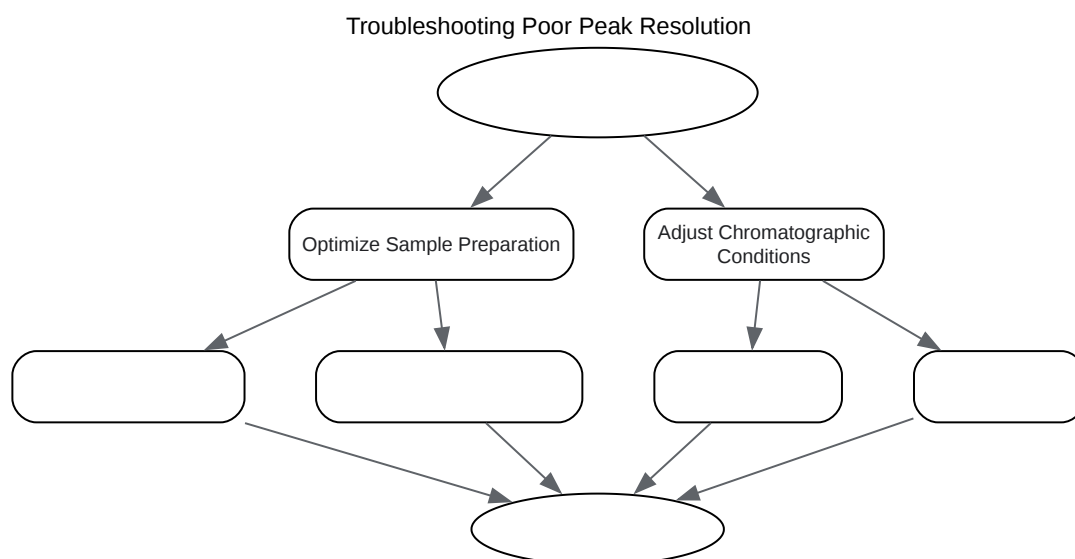 Troubleshooting Poor Peak Resolution
Optimize Sample Preparation
Adjust Chromatographic
Conditions